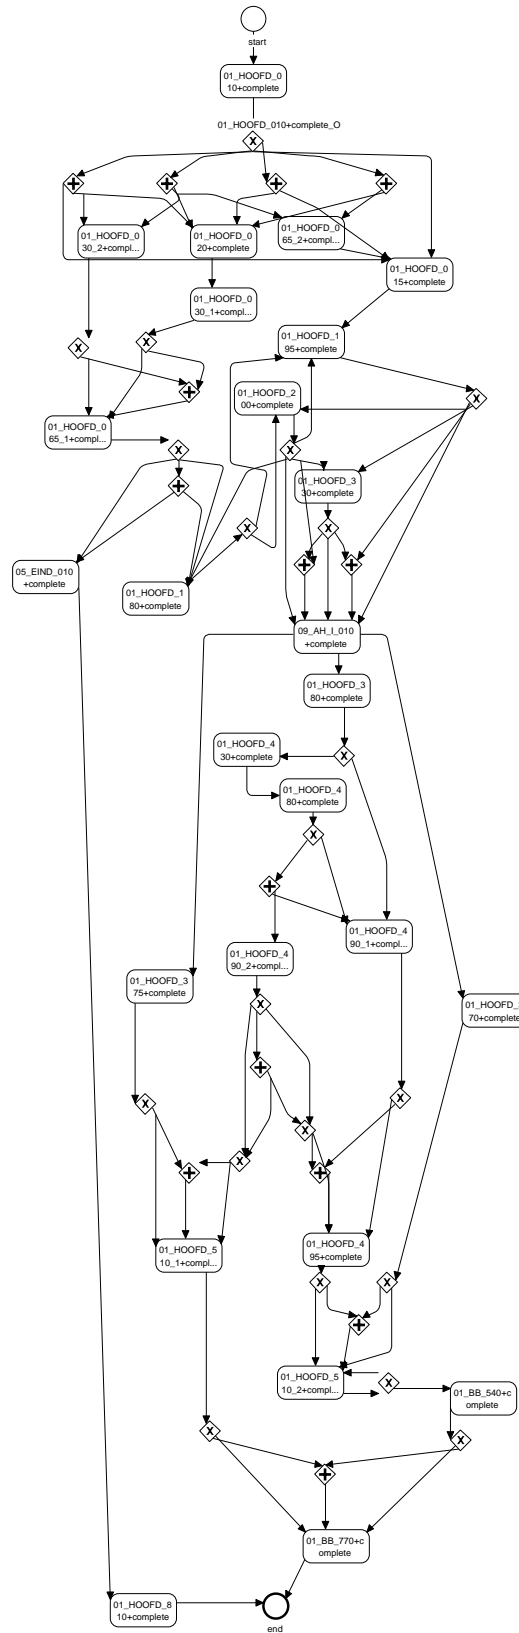 start
01_HOOFD_0
10+complete
01_HOOFD_010+complete_O
01_HOOFD_0
30_2+compl...
01_HOOFD_0
20+complete
01_HOOFD_0
65_2+compl...
01_HOOFD_0
15+complete
01_HOOFD_0
30_1+compl...
01_HOOFD_1
95+complete
01_HOOFD_2
00+complete
01_HOOFD_0
65_1+compl...
01_HOOFD_3
30+complete
05_EIND_010
+complete
01_HOOFD_1
80+complete
09_AH_I_010
+complete
01_HOOFD_3
80+complete
01_HOOFD_4
30+complete
01_HOOFD_4
80+complete
01_HOOFD_4
90_1+compl...
01_HOOFD_4
90_2+compl...
01_HOOFD_3
75+complete
01_HOOFD_
70+complete
01_HOOFD_5
10_1+compl...
01_HOOFD_4
95+complete
01_HOOFD_5
10_2+compl...
01_BB_540+c
omplete
01_BB_770+c
omplete
01_HOOFD_8
10+complete
end